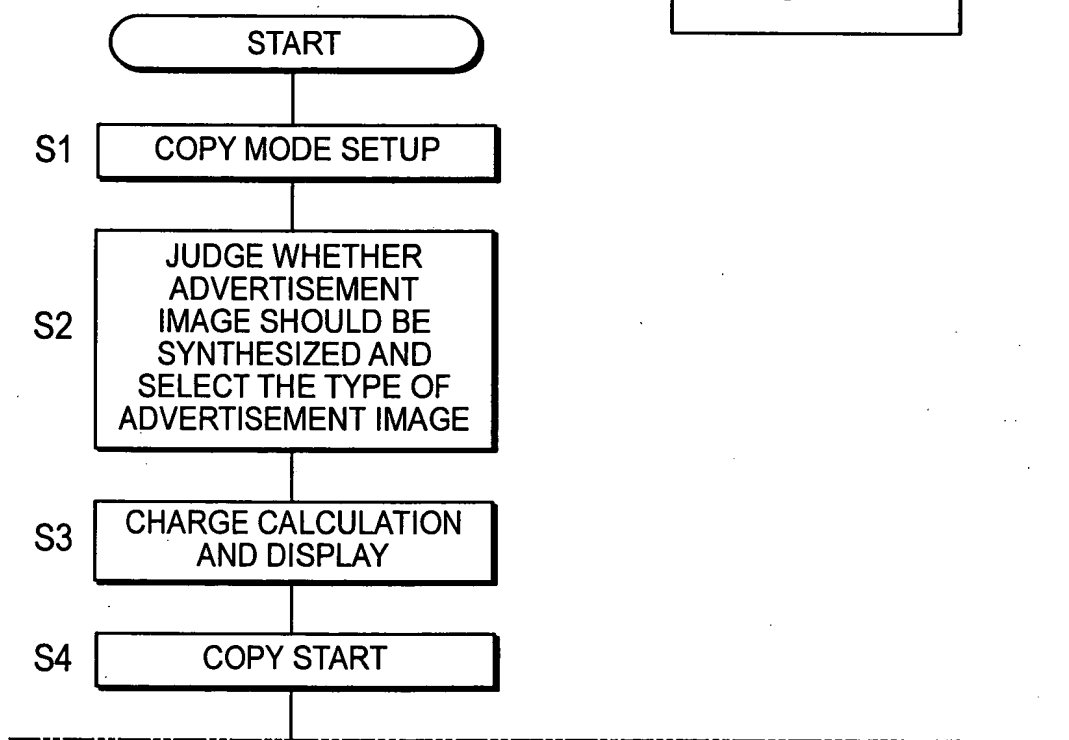 START
S1 COPY MODE SETUP
JUDGE WHETHER
ADVERTISEMENT
S2 IMAGE SHOULD BE
SYNTHESIZED AND
SELECT THE TYPE OF
ADVERTISEMENT IMAGE
S3 CHARGE CALCULATION
AND DISPLAY
S4 COPY START